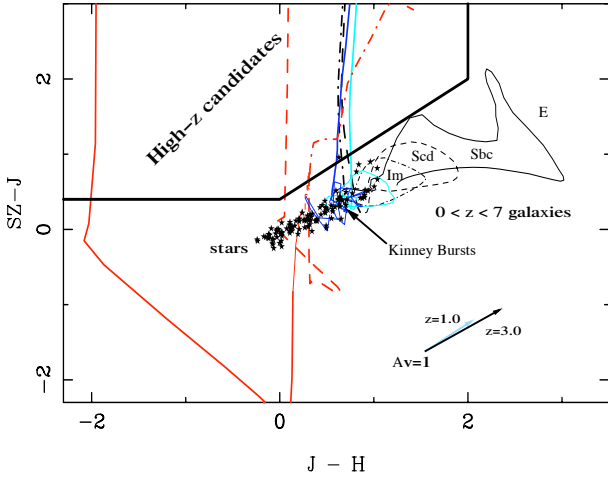 High-z candidates
E
Scd
Sbc
Im
0 < z < 7 galaxies
stars
Kinney Bursts
z=1.0
z=3.0
Av=1
SZ-J
2
0
-2
-2
0
2
J - H